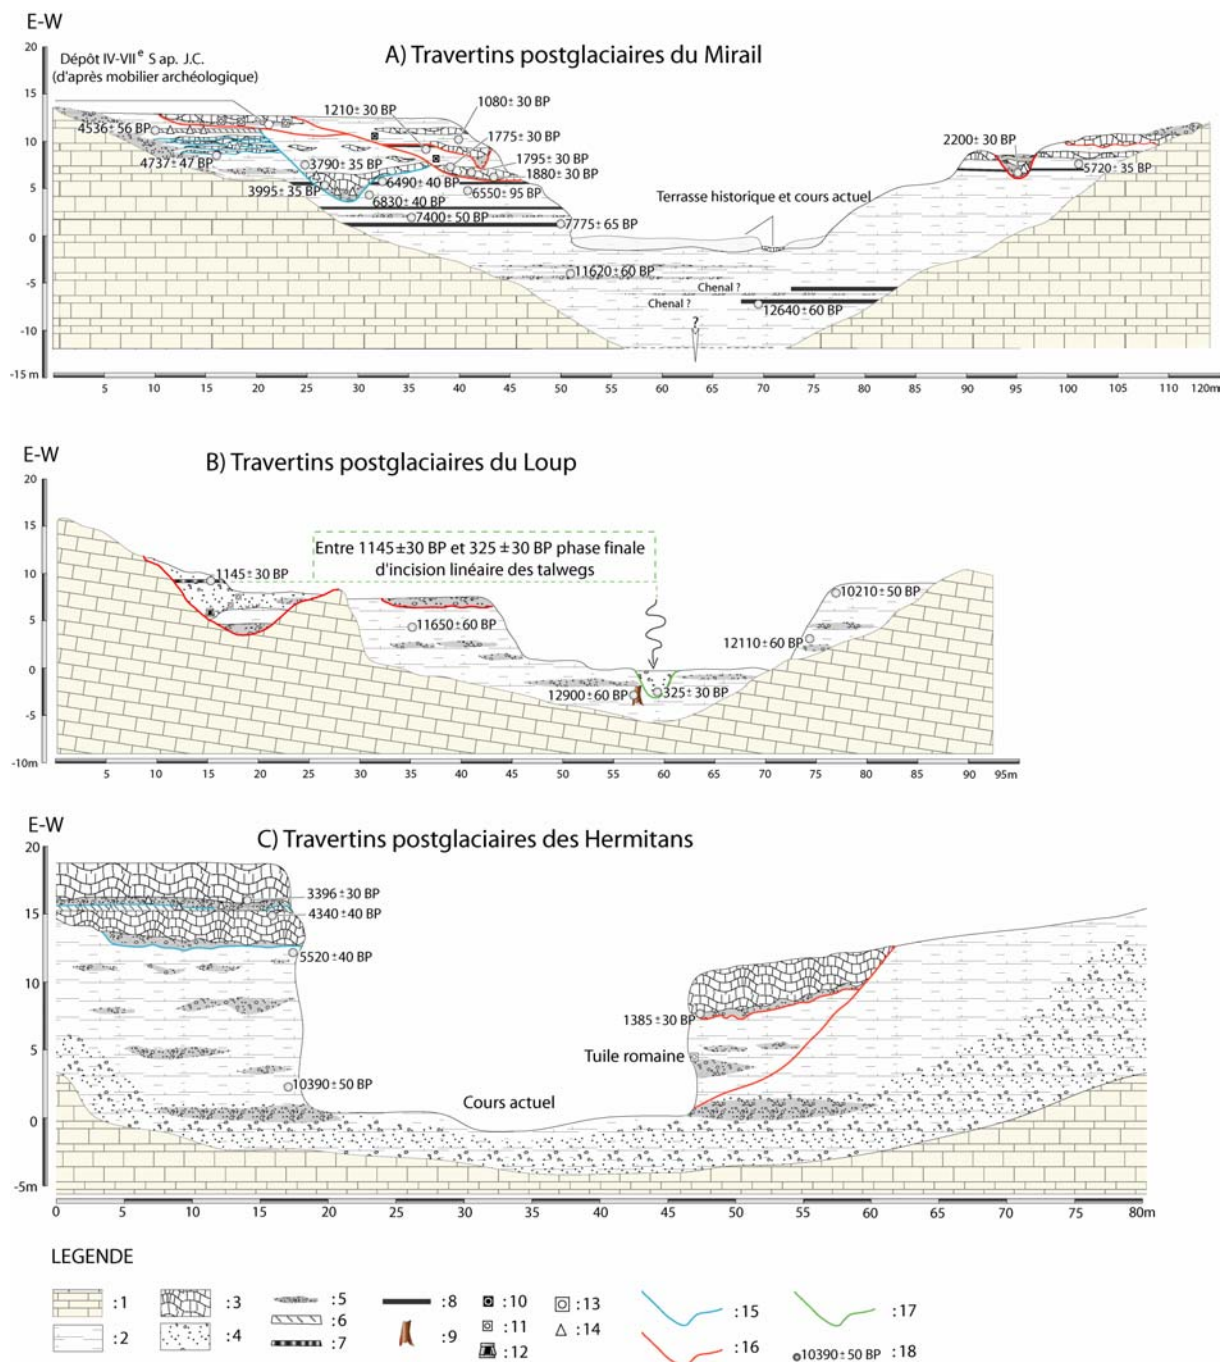 E-W
A) Travertins postglaciaires du Mirail
Dépôt IV-VIIe S ap. J.C.
(d'après mobilier archéologique)
20
15
10
5
0
-5
-10
-15 m
1210±30 BP
1080±30 BP
4536±56 BP
1775±30 BP
4737±47 BP
3790±35 BP
1795±30 BP
1880±30 BP
3995±35 BP
6490±40 BP
6550±95 BP
6830±40 BP
7400±50 BP
7775±65 BP
2200±30 BP
5720±35 BP
Terrasse historique et cours actuel
11620±60 BP
Chenal ?
Chenal ?
12640±60 BP
?
5 10 15 20 25 30 35 40 45 50 55 60 65 70 75 80 85 90 95 100 105 110 120m
E-W
B) Travertins postglaciaires du Loup
20
15
10
5
0
-5
-10m
Entre 1145±30 BP et 325±30 BP phase finale
d'incision linéaire des talwegs
1145±30 BP
11650±60 BP
10210±50 BP
12110±60 BP
12900±60 BP
325±30 BP
5 10 15 20 25 30 35 40 45 50 55 60 65 70 75 80 85 90 95m
E-W
C) Travertins postglaciaires des Hermitans
20
15
10
5
0
-5m
3396±30 BP
4340±40 BP
5520±40 BP
10390±50 BP
1385±30 BP
Tuile romaine
Cours actuel
0 5 10 15 20 25 30 35 40 45 50 55 60 65 70 75 80m
LEGENDE
:1
:2
:3
:4
:5
:6
:7
:8
:9
:10
:11
:12
:13
:14
:15
:16
:17
10390±50 BP :18